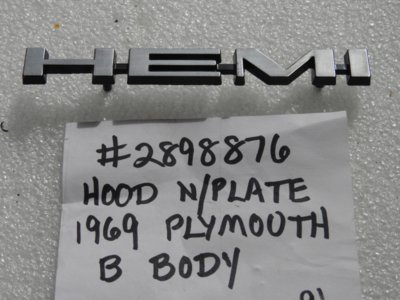 HEMI
#2898876
HOOD N/PLATE
1969 PLYMOUTH
B BODY